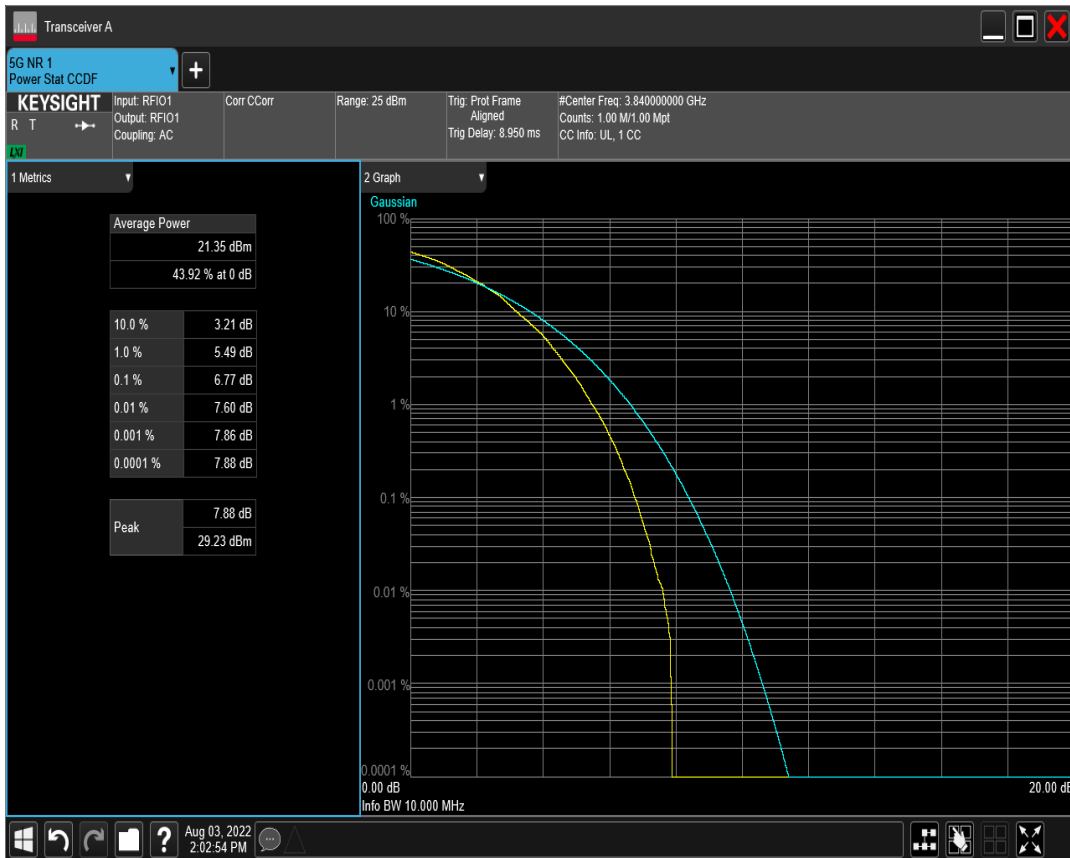 Transceiver A
5G NR 1
Power Stat CCDF
+
KEYSIGHT
R T
LXI
Input: RFIO1
Output: RFIO1
Coupling: AC
Corr CCorr
Range: 25 dBm
Trig: Prot Frame
Aligned
Trig Delay: 8.950 ms
#Center Freq: 3.840000000 GHz
Counts: 1.00 M/1.00 Mpt
CC Info: UL, 1 CC
1 Metrics
Average Power
21.35 dBm
43.92 % at 0 dB
10.0 % 3.21 dB
1.0 % 5.49 dB
0.1 % 6.77 dB
0.01 % 7.60 dB
0.001 % 7.86 dB
0.0001 % 7.88 dB
Peak
7.88 dB
29.23 dBm
2 Graph
Gaussian
100 %
10 %
1 %
0.1 %
0.01 %
0.001 %
0.0001 %
0.00 dB 20.00 dB
Info BW 10.000 MHz
?
Aug 03, 2022
2:02:54 PM